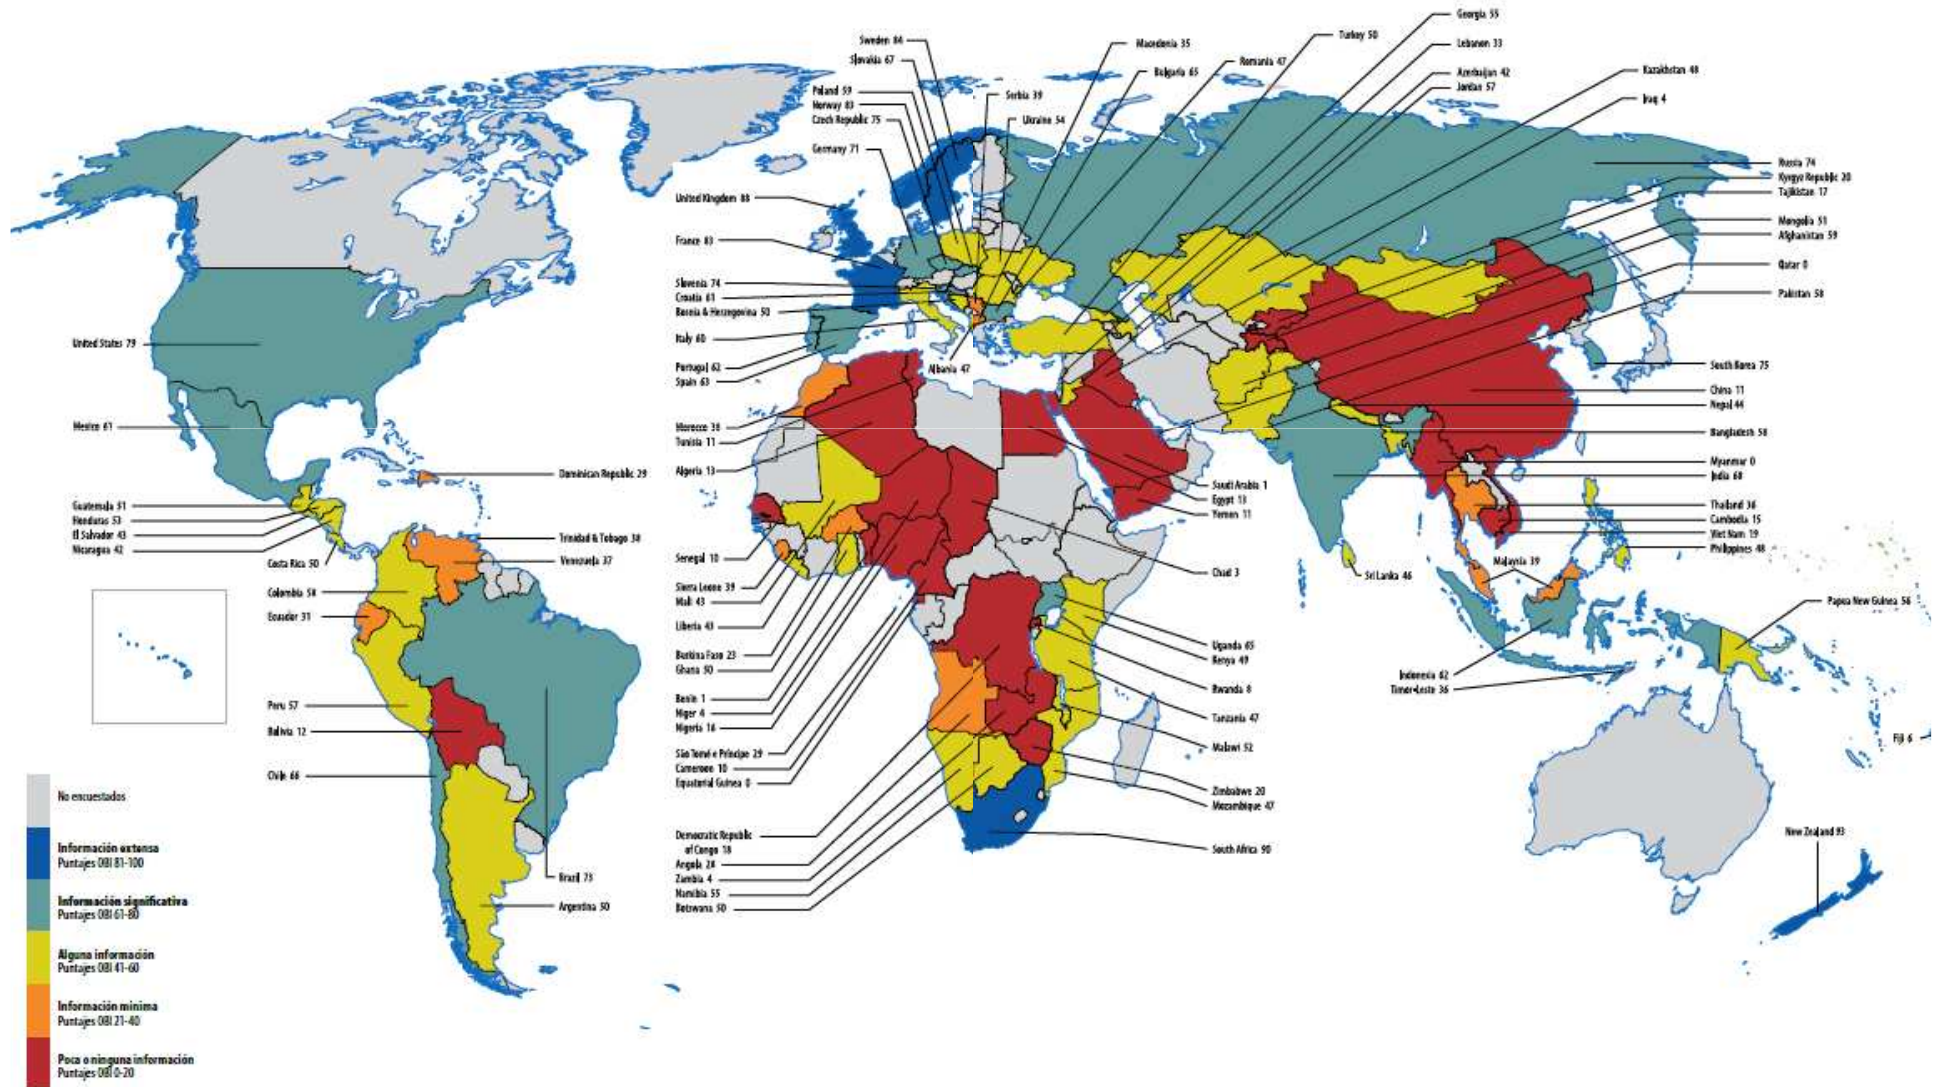 Georgia 55
Turkey 50
Sweden 84
Macedonia 35
Lebanon 33
Slovakia 67
Romania 47
Bulgaria 65
Kazakhstan 48
Azerbaijan 42
Jordan 57
Poland 59
Serbia 39
Iraq 4
Norway 83
Czech Republic 75
Ukraine 54
Germany 71
Russia 74
Kyrgyz Republic 20
Tajikistan 17
United Kingdom 88
Mongolia 51
Afghanistan 59
France 83
Qatar 0
Slovenia 74
Pakistan 58
Croatia 61
Bosnia & Herzegovina 50
Italy 60
United States 79
Portugal 62
Spain 63
Albania 47
South Korea 75
China 11
Nepal 44
Mexico 61
Morocco 38
Tunisia 11
Bangladesh 58
Algeria 13
Dominican Republic 29
Myanmar 0
India 68
Saudi Arabia 1
Egypt 13
Yemen 11
Guatemala 51
Honduras 53
El Salvador 43
Nicaragua 42
Thailand 36
Cambodia 15
Viet Nam 19
Philippines 48
Trinidad & Tobago 38
Costa Rica 50
Venezuela 37
Senegal 10
Chad 3
Malaysia 39
Sri Lanka 46
Colombia 58
Sierra Leone 39
Mali 43
Ecuador 31
Liberia 43
Papua New Guinea 56
Burkina Faso 23
Ghana 50
Uganda 65
Kenya 49
Indonesia 62
Timor-Leste 36
Rwanda 8
Benin 1
Niger 4
Nigeria 16
Peru 57
Bolivia 12
Tanzania 47
Malawi 52
Fiji 6
São Tomé e Príncipe 29
Cameroon 10
Equatorial Guinea 0
Chile 66
Zimbabwe 20
Mozambique 47
Democratic Republic
of Congo 18
Angola 28
Zambia 4
Namibia 55
Botswana 50
South Africa 90
New Zealand 93
Brazil 73
Argentina 50
No encuestados
Información extensa
Puntajes OBI 81-100
Información significativa
Puntajes OBI 61-80
Alguna información
Puntajes OBI 41-60
Información mínima
Puntajes OBI 21-40
Poca o ninguna información
Puntajes OBI 0-20